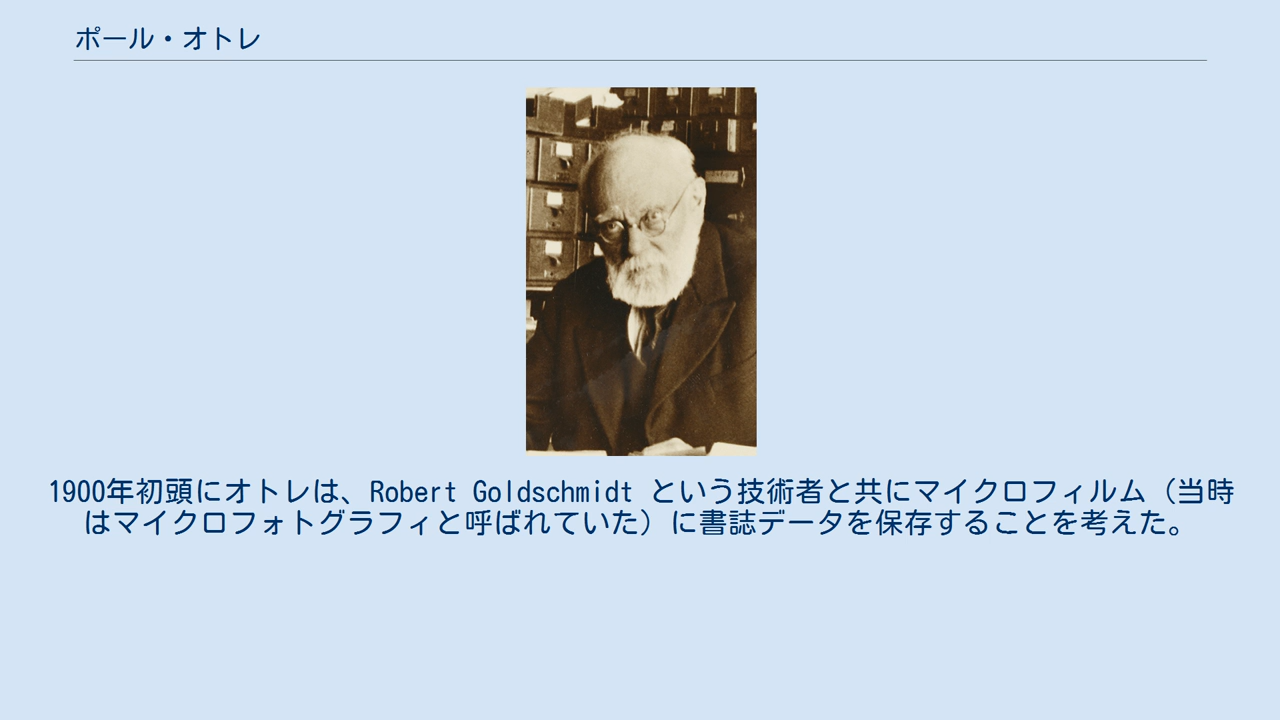 ポール・オトレ
1900年初頭にオトレは、Robert Goldschmidt という技術者と共にマイクロフィルム（当時
はマイクロフォトグラフィと呼ばれていた）に書誌データを保存することを考えた。